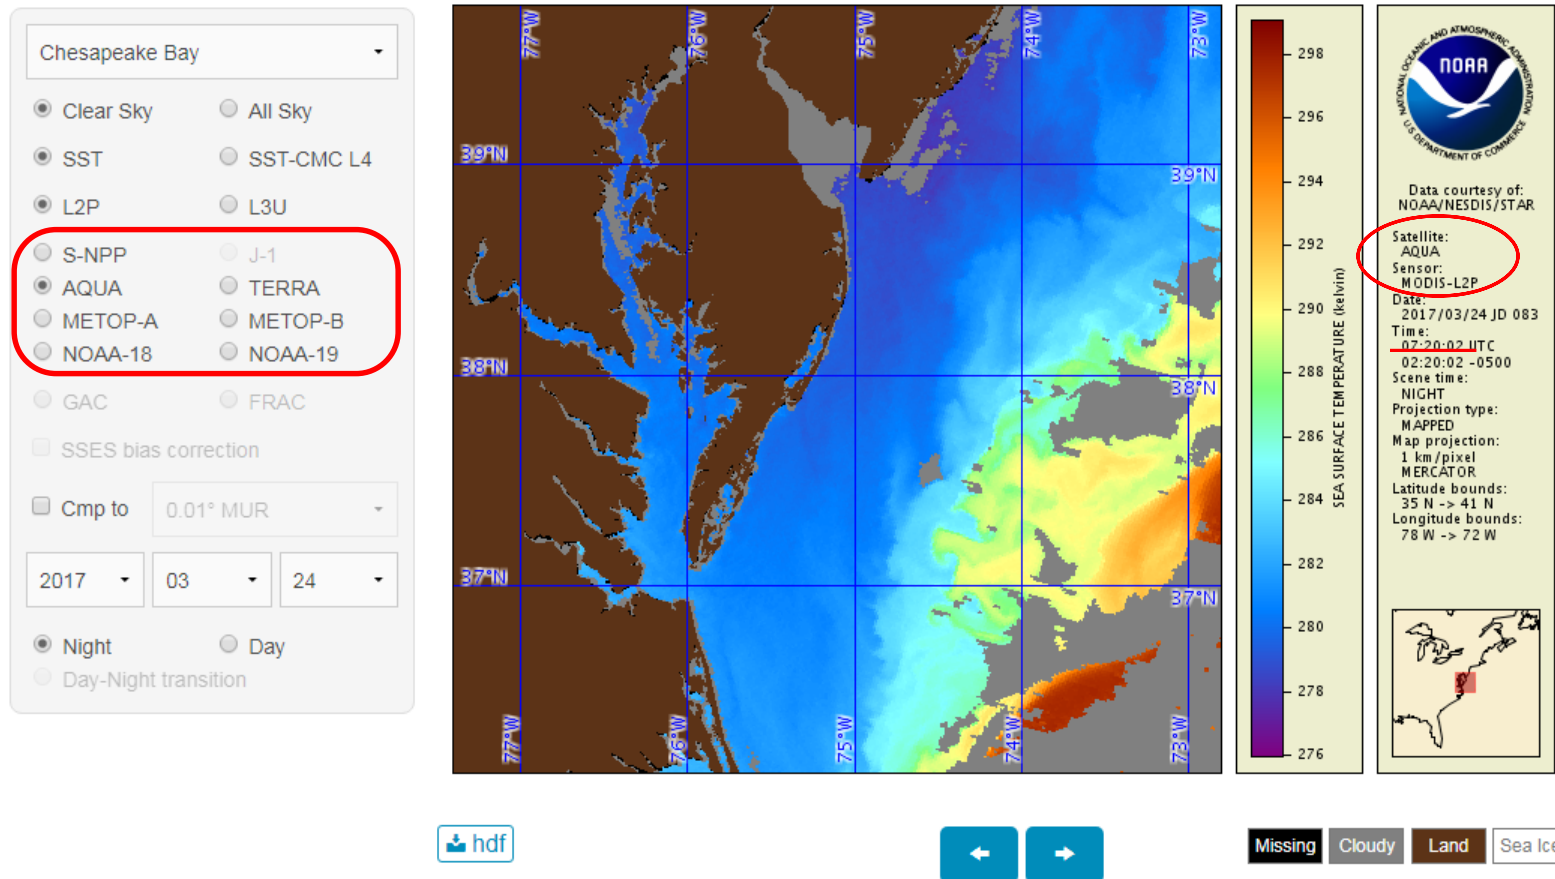 Chesapeake Bay
Clear Sky All Sky
SST SST-CMC L4
L2P L3U
S-NPP J-1
AQUA TERRA
METOP-A METOP-B
NOAA-18 NOAA-19
GAC FRAC
SSES bias correction
Cmp to 0.01° MUR
2017 03 24
Night Day
Day-Night transition
77°W 76°W 75°W 74°W 73°W
39°N 39°N
38°N 38°N
37°N 37°N
77°W 76°W 75°W 74°W 73°W
hdf
298
296
294
292
290
288
286
284
282
280
278
276
SEA SURFACE TEMPERATURE (kelvin)
NATIONAL OCEANIC AND ATMOSPHERIC ADMINISTRATION
NOAA
U.S. DEPARTMENT OF COMMERCE
Data courtesy of:
NOAA/NESDIS/STAR
Satellite:
AQUA
Sensor:
MODIS-L2P
Date:
2017/03/24 JD 083
Time:
07:20:02 UTC
02:20:02 -0500
Scene time:
NIGHT
Projection type:
MAPPED
Map projection:
1 km/pixel
MERCATOR
Latitude bounds:
35 N -> 41 N
Longitude bounds:
78 W -> 72 W
Missing Cloudy Land Sea Ice